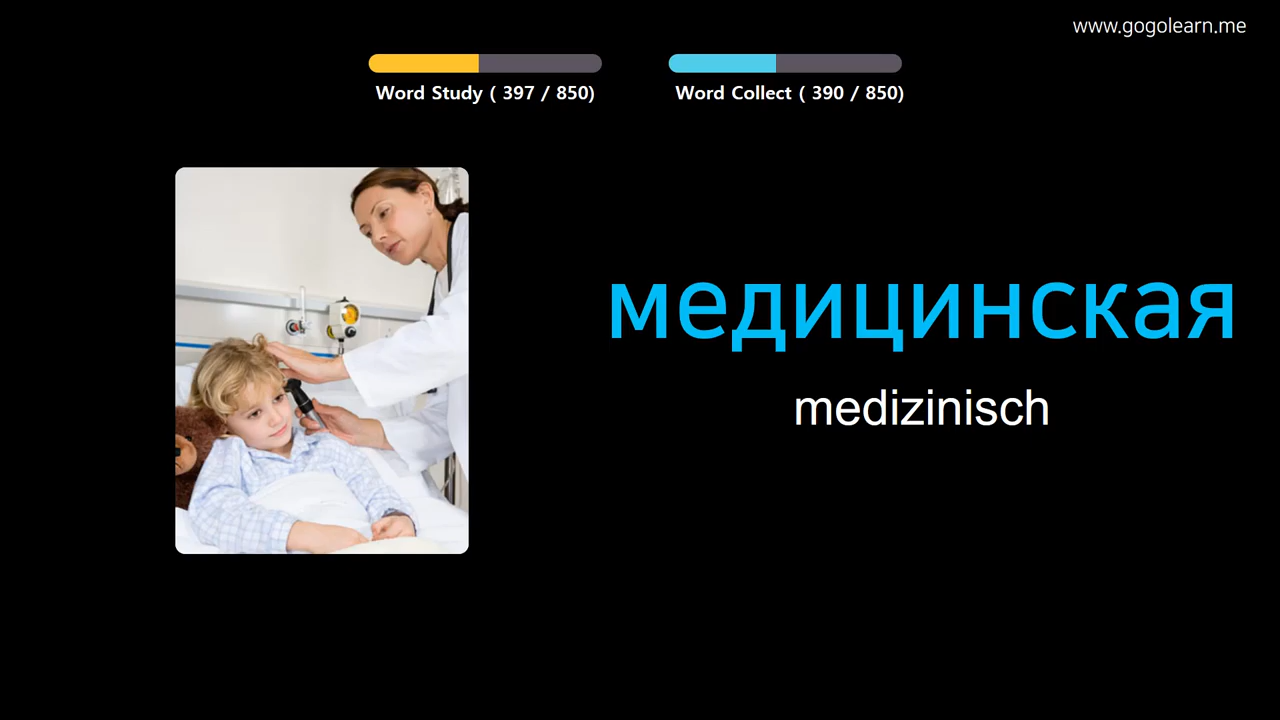 www.gogolearn.me
Word Study ( 397 / 850)
Word Collect ( 390 / 850)
медицинская
medizinisch